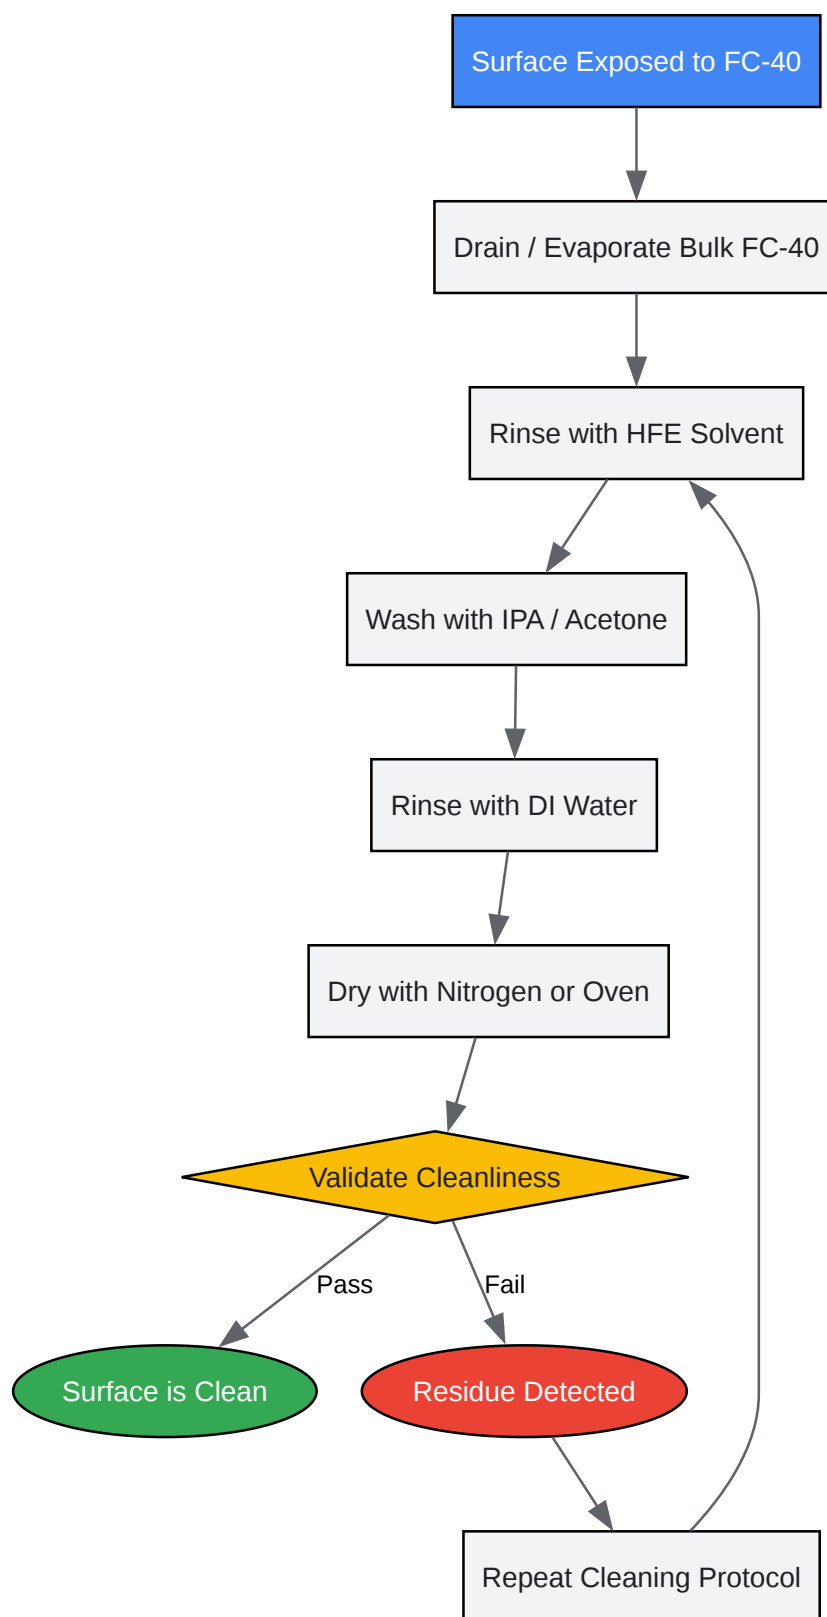 Surface Exposed to FC-40
Drain / Evaporate Bulk FC-40
Rinse with HFE Solvent
Wash with IPA / Acetone
Rinse with DI Water
Dry with Nitrogen or Oven
Validate Cleanliness
Pass
Fail
Surface is Clean
Residue Detected
Repeat Cleaning Protocol